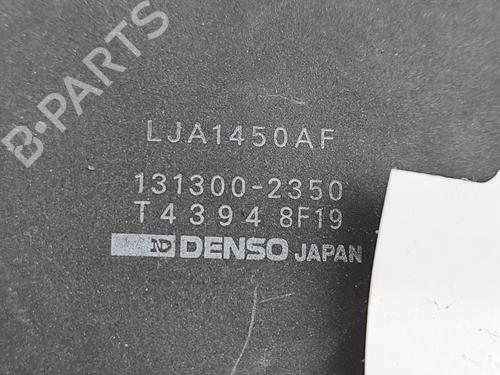 B-PARTS
LJA1450AF
131300-2350
T4394 8F19
ND DENSO JAPAN